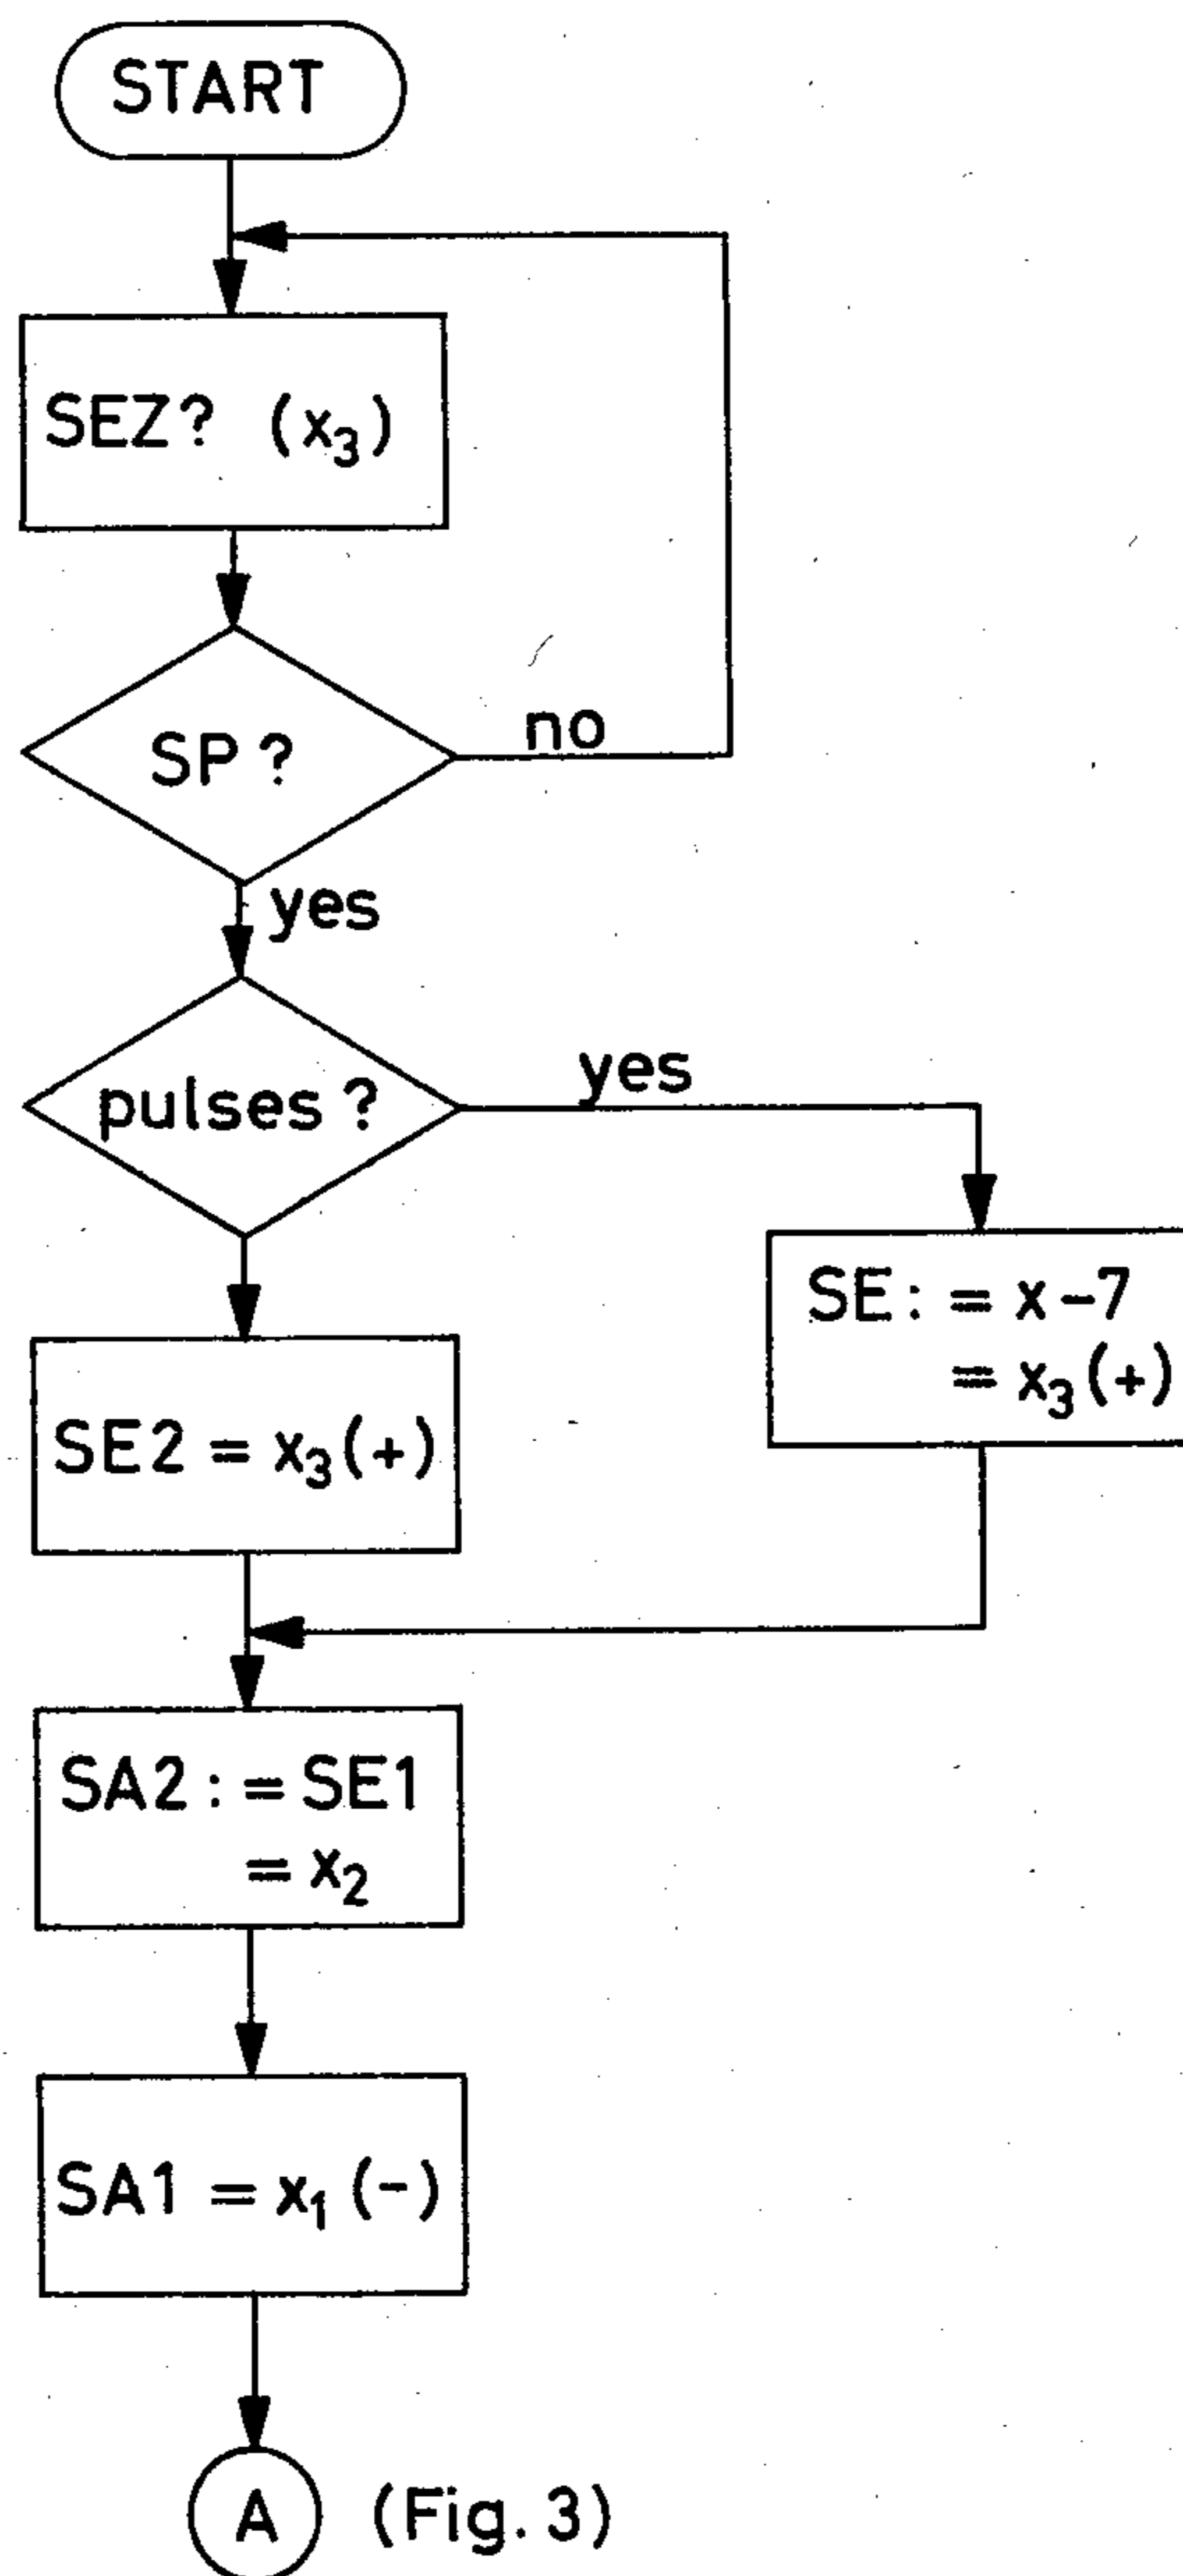 START
SEZ? (x₃)
SP?
no
yes
pulses?
yes
SE: = x-7
= x₃(+)
SE2 = x₃(+)
SA2: = SE1
= x₂
SA1 = x₁(-)
A (Fig. 3)